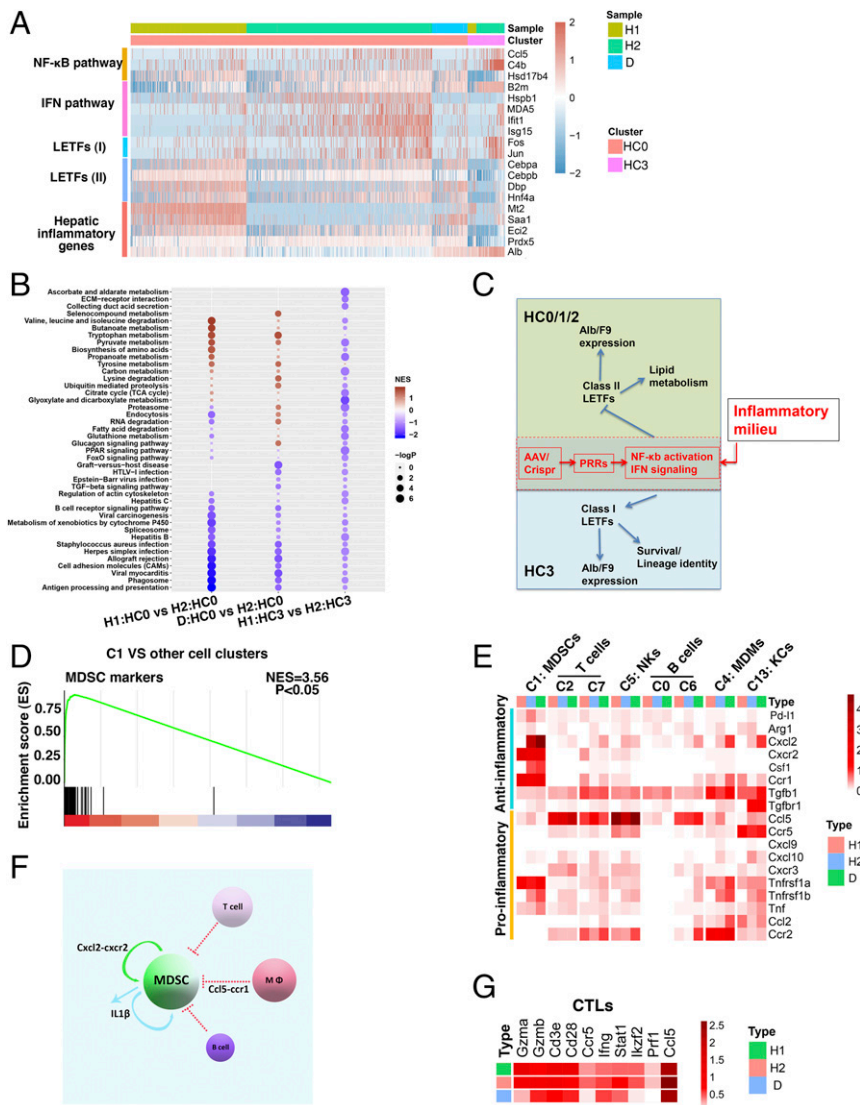 A
Sample
Cluster
NF-κB pathway
IFN pathway
LETFs (I)
LETFs (II)
Hepatic
inflammatory
genes
Ccl5
C4b
Hsd17b4
B2m
Hspb1
MDA5
Ifit1
Isg15
Fos
Jun
Cebpa
Cebpb
Dbp
Hnf4a
Mt2
Saa1
Eci2
Prdx5
Alb
2
1
0
−1
−2
Sample
H1
H2
D
Cluster
HC0
HC3
B
Ascorbate and aldarate metabolism
ECM−receptor interaction
Collecting duct acid secretion
Selenocompound metabolism
Valine, leucine and isoleucine degradation
Butanoate metabolism
Tryptophan metabolism
Pyruvate metabolism
Biosynthesis of amino acids
Propanoate metabolism
Tyrosine metabolism
Carbon metabolism
Lysine degradation
Ubiquitin mediated proteolysis
Citrate cycle (TCA cycle)
Glyoxylate and dicarboxylate metabolism
Proteasome
Endocytosis
RNA degradation
Fatty acid degradation
Glutathione metabolism
Glucagon signaling pathway
PPAR signaling pathway
FoxO signaling pathway
Graft−versus−host disease
HTLV−I infection
Epstein−Barr virus infection
TGF−beta signaling pathway
Regulation of actin cytoskeleton
Hepatitis C
B cell receptor signaling pathway
Viral carcinogenesis
Metabolism of xenobiotics by cytochrome P450
Spliceosome
Hepatitis B
Staphylococcus aureus infection
Herpes simplex infection
Allograft rejection
Cell adhesion molecules (CAMs)
Viral myocarditis
Phagosome
Antigen processing and presentation
H1:HC0 vs H2:HC0
D:HC0 vs H2:HC0
H1:HC3 vs H2:HC3
NES
1
0
−1
−2
−logP
0
2
4
6
C
HC0/1/2
Alb/F9
expression
Class II
LETFs
Lipid
metabolism
Inflammatory
milieu
AAV/
Crispr
PRRs
NF-κb activation
IFN signaling
Class I
LETFs
Alb/F9
expression
Survival/
Lineage identity
HC3
D
C1 VS other cell clusters
MDSC markers
NES=3.56
P<0.05
Enrichment score (ES)
0.75
0.50
0.25
0.00
E
C1: MDSCs
T cells
C2
C7
C5: NKs
B cells
C0
C6
C4: MDMs
C13: KCs
Type
Anti-inflammatory
Pro-inflammatory
Pd-l1
Arg1
Cxcl2
Cxcr2
Csf1
Ccr1
Tgfb1
Tgfbr1
Ccl5
Ccr5
Cxcl9
Cxcl10
Cxcr3
Tnfrsf1a
Tnfrsf1b
Tnf
Ccl2
Ccr2
4
3
2
1
0
Type
H1
H2
D
F
T cell
Cxcl2-cxcr2
MDSC
Ccl5-ccr1
M Φ
IL1β
B cell
G
CTLs
Type
Gzma
Gzmb
Cd3e
Cd28
Ccr5
Ifng
Stat1
Ikzf2
Prf1
Ccl5
2.5
2
1.5
1
0.5
Type
H1
H2
D